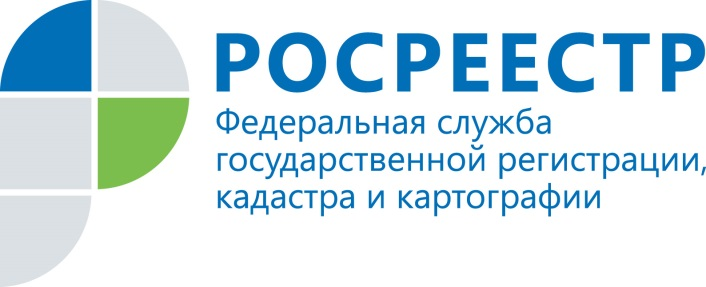 РОСРЕЕСТР
Федеральная служба
государственной регистрации,
кадастра и картографии